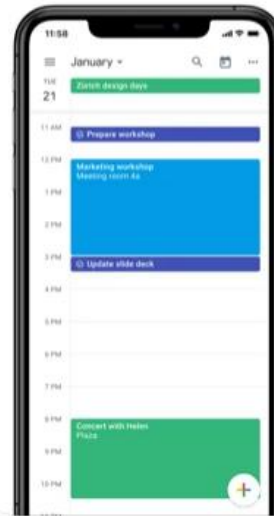 11:58
January
TUE
21
Zürich design days
11 AM
Prepare workshop
12 PM
Marketing workshop
Meeting room 4a
1 PM
2 PM
3 PM
Update slide deck
4 PM
5 PM
6 PM
7 PM
8 PM
Concert with Helen
Plaza
9 PM
10 PM